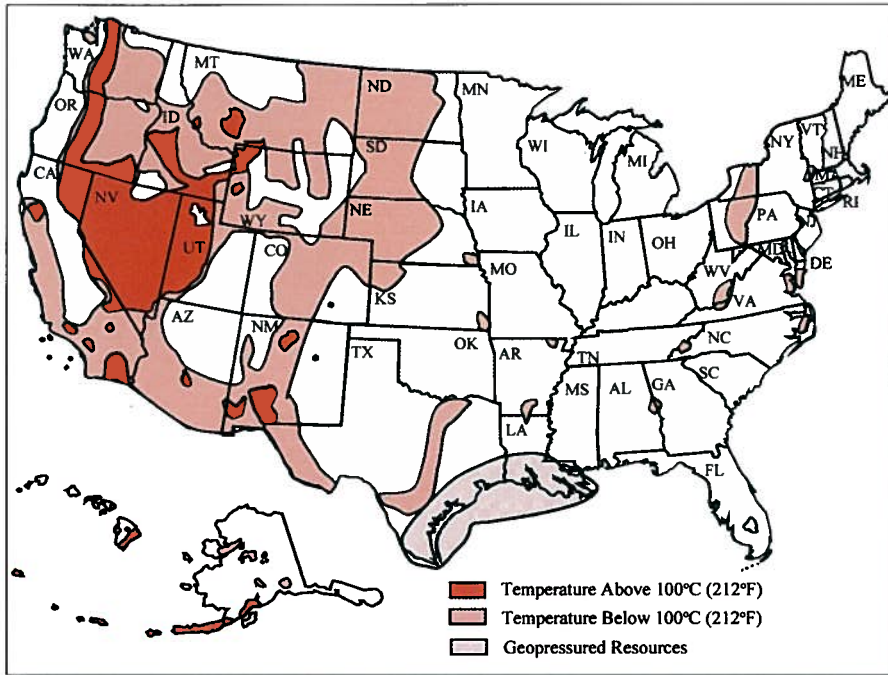 WA
MT
ND
MN
ME
OR
ID
SD
WI
MI
NY
VT
NH
MA
CT
RI
CA
NV
UT
WY
NE
IA
IL
IN
OH
PA
NJ
CO
KS
MO
WV
MD
DE
VA
AZ
NM
TX
OK
AR
TN
NC
SC
MS
AL
GA
LA
FL
Temperature Above 100°C (212°F)
Temperature Below 100°C (212°F)
Geopressured Resources